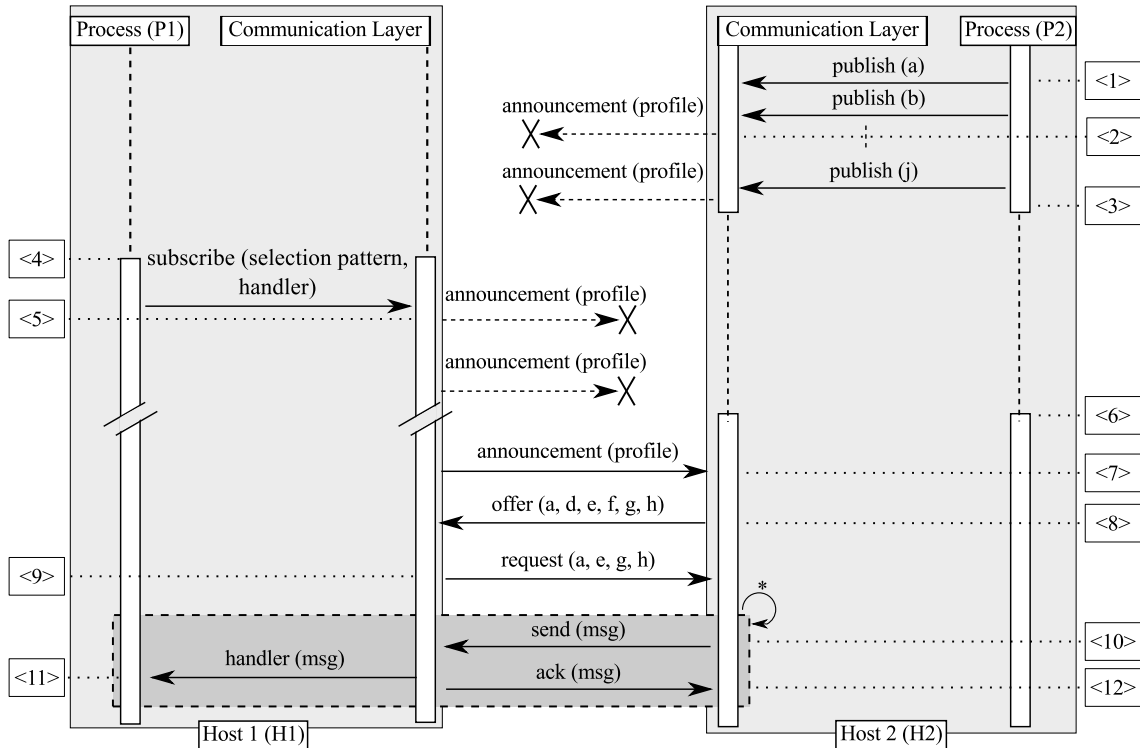 Process (P1)
Communication Layer
Communication Layer
Process (P2)
publish (a)
<1>
publish (b)
announcement (profile)
<2>
announcement (profile)
publish (j)
<3>
<4>
subscribe (selection pattern,
handler)
announcement (profile)
<5>
announcement (profile)
<6>
announcement (profile)
<7>
offer (a, d, e, f, g, h)
<8>
<9>
request (a, e, g, h)
*
send (msg)
<10>
handler (msg)
<11>
ack (msg)
<12>
Host 1 (H1)
Host 2 (H2)